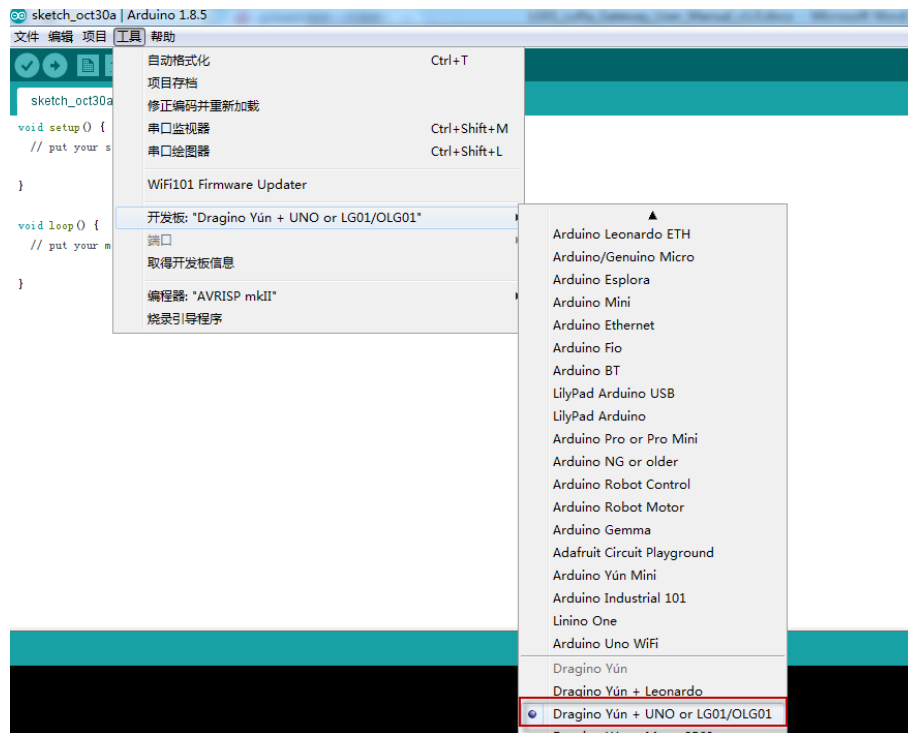 sketch_oct30a | Arduino 1.8.5
文件 编辑 项目 工具 帮助
sketch_oct30a
void setup() {
// put your s
}
void loop() {
// put your m
}
自动格式化 Ctrl+T
项目存档
修正编码并重新加载
串口监视器 Ctrl+Shift+M
串口绘图器 Ctrl+Shift+L
WiFi101 Firmware Updater
开发板: "Dragino Yún + UNO or LG01/OLG01"
端口
取得开发板信息
编程器: "AVRISP mkII"
烧录引导程序
Arduino Leonardo ETH
Arduino/Genuino Micro
Arduino Esplora
Arduino Mini
Arduino Ethernet
Arduino Fio
Arduino BT
LilyPad Arduino USB
LilyPad Arduino
Arduino Pro or Pro Mini
Arduino NG or older
Arduino Robot Control
Arduino Robot Motor
Arduino Gemma
Adafruit Circuit Playground
Arduino Yún Mini
Arduino Industrial 101
Linino One
Arduino Uno WiFi
Dragino Yún
Dragino Yún + Leonardo
Dragino Yún + UNO or LG01/OLG01